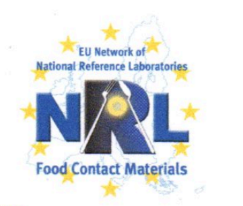 EU Network of
National Reference Laboratories
NRL
Food Contact Materials